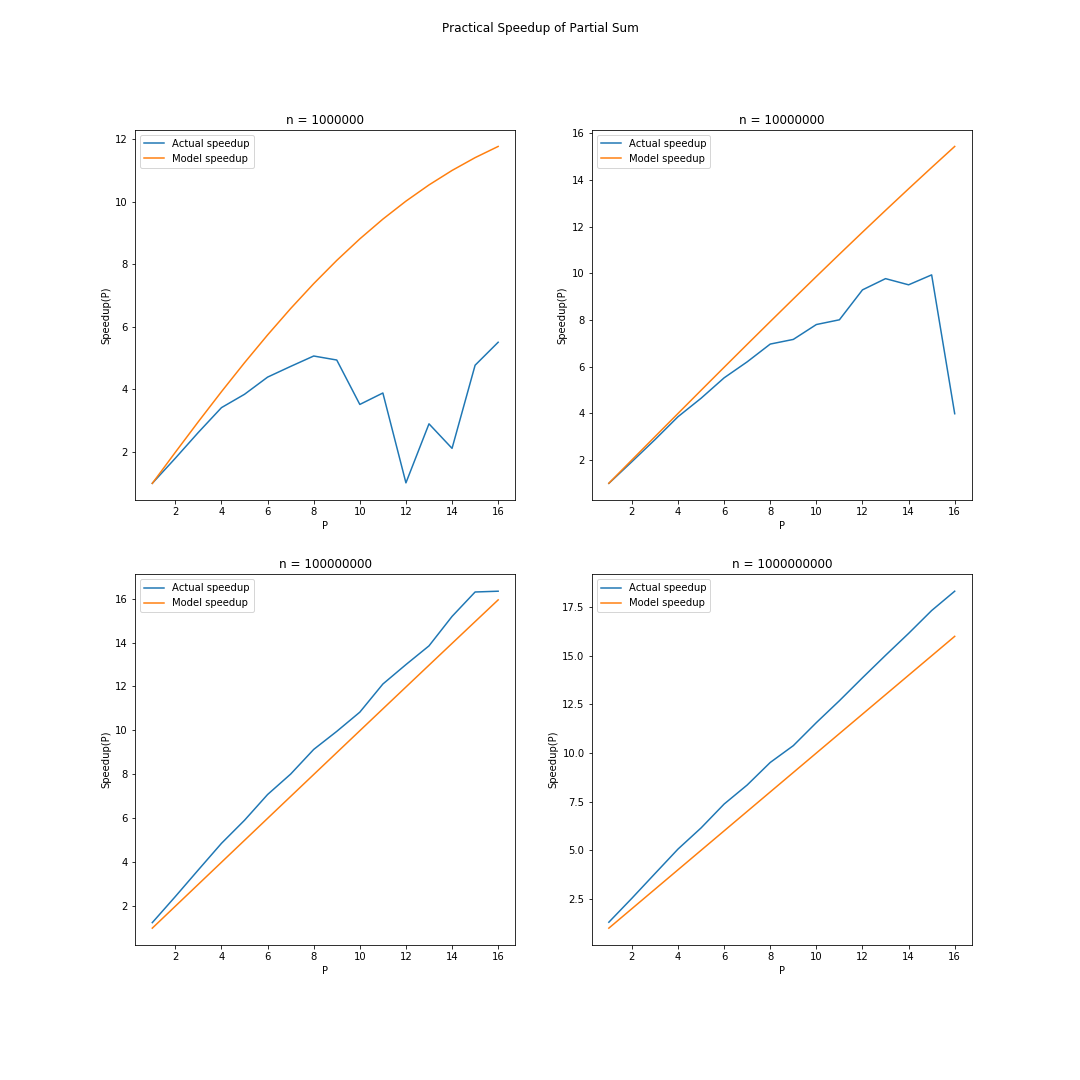 Practical Speedup of Partial Sum
n = 1000000
Actual speedup
Model speedup
12
10
8
6
4
2
Speedup(P)
2 4 6 8 10 12 14 16
P
n = 10000000
Actual speedup
Model speedup
16
14
12
10
8
6
4
2
Speedup(P)
2 4 6 8 10 12 14 16
P
n = 100000000
Actual speedup
Model speedup
16
14
12
10
8
6
4
2
Speedup(P)
2 4 6 8 10 12 14 16
P
n = 1000000000
Actual speedup
Model speedup
17.5
15.0
12.5
10.0
7.5
5.0
2.5
Speedup(P)
2 4 6 8 10 12 14 16
P